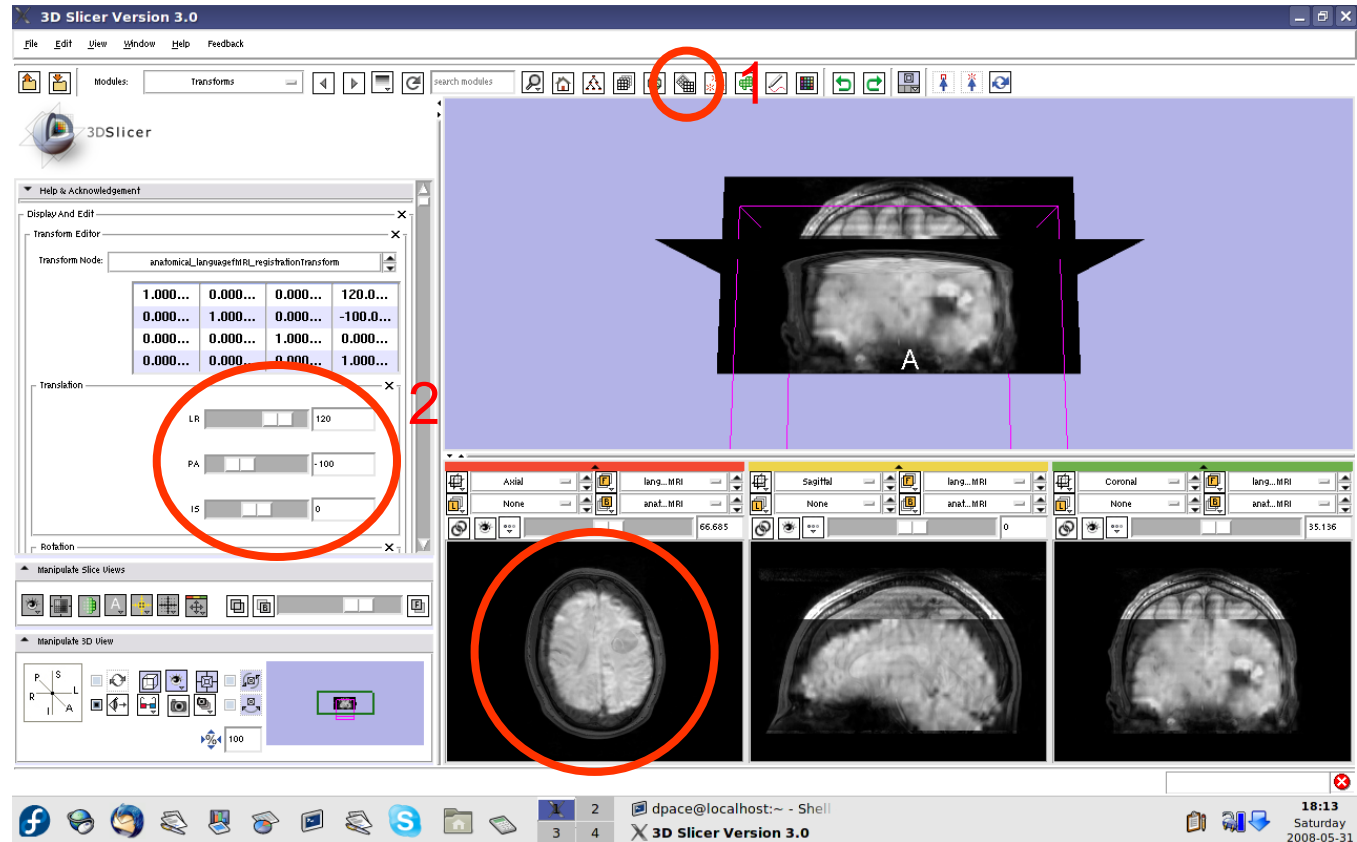 3D Slicer Version 3.0
File Edit View Window Help Feedback
Modules: Transforms search modules
1
3DSlicer
Help & Acknowledgement
Display And Edit
Transform Editor
Transform Node: anatomical_languagefMRI_registrationTransform
1.000... 0.000... 0.000... 120.0...
0.000... 1.000... 0.000... -100.0...
0.000... 0.000... 1.000... 0.000...
0.000... 0.000... 0.000... 1.000...
Translation
2
LR 120
PA -100
IS 0
Rotation
A
Axial lang...MRI
None anat...MRI
66.685
Sagittal lang...MRI
None anat...MRI
0
Coronal lang...MRI
None anat...MRI
35.136
Manipulate Slice Views
A B F
Manipulate 3D View
P S
R L
I A
% 100
1 2
3 4
dpace@localhost:~ - Shell
3D Slicer Version 3.0
18:13
Saturday
2008-05-31